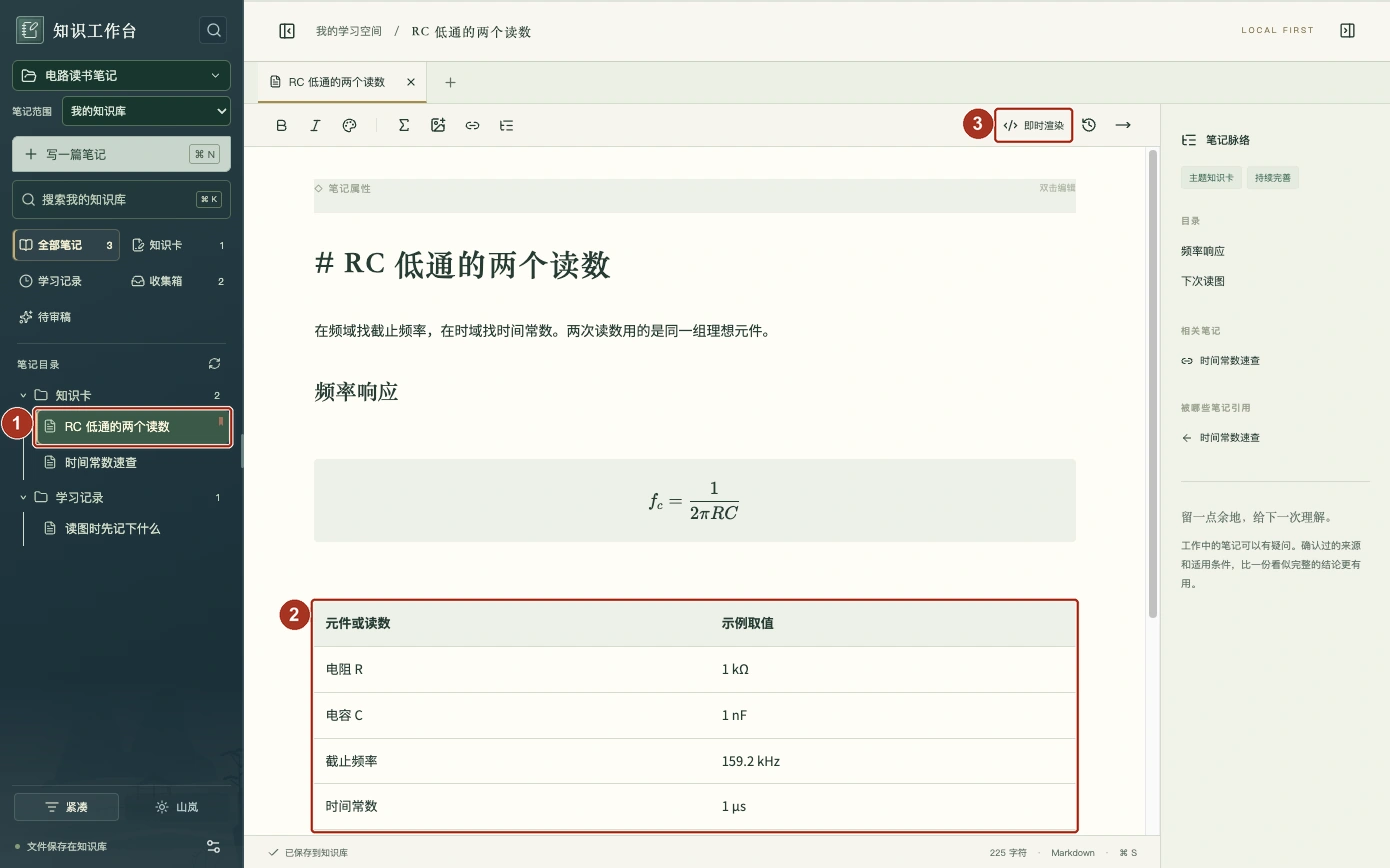 知识工作台
电路读书笔记
笔记范围 我的知识库
写一篇笔记 ⌘ N
搜索我的知识库 ⌘ K
全部笔记 3 知识卡 1
学习记录 收集箱 2
待审稿
笔记目录
知识卡 2
1 RC 低通的两个读数
时间常数速查
学习记录 1
读图时先记下什么
紧凑 山岚
文件保存在知识库
我的学习空间 / RC 低通的两个读数
LOCAL FIRST
RC 低通的两个读数 × +
B I Σ
3 </> 即时渲染
◇ 笔记属性 双击编辑
# RC 低通的两个读数
在频域找截止频率，在时域找时间常数。两次读数用的是同一组理想元件。
频率响应
f_c = 1 / 2πRC
2
元件或读数 示例取值
电阻 R 1 kΩ
电容 C 1 nF
截止频率 159.2 kHz
时间常数 1 μs
已保存到知识库 225 字符 · Markdown · ⌘ S
笔记脉络
主题知识卡 持续完善
目录
频率响应
下次读图
相关笔记
时间常数速查
被哪些笔记引用
← 时间常数速查
留一点余地，给下一次理解。
工作中的笔记可以有疑问。确认过的来源
和适用条件，比一份看似完整的结论更有
用。